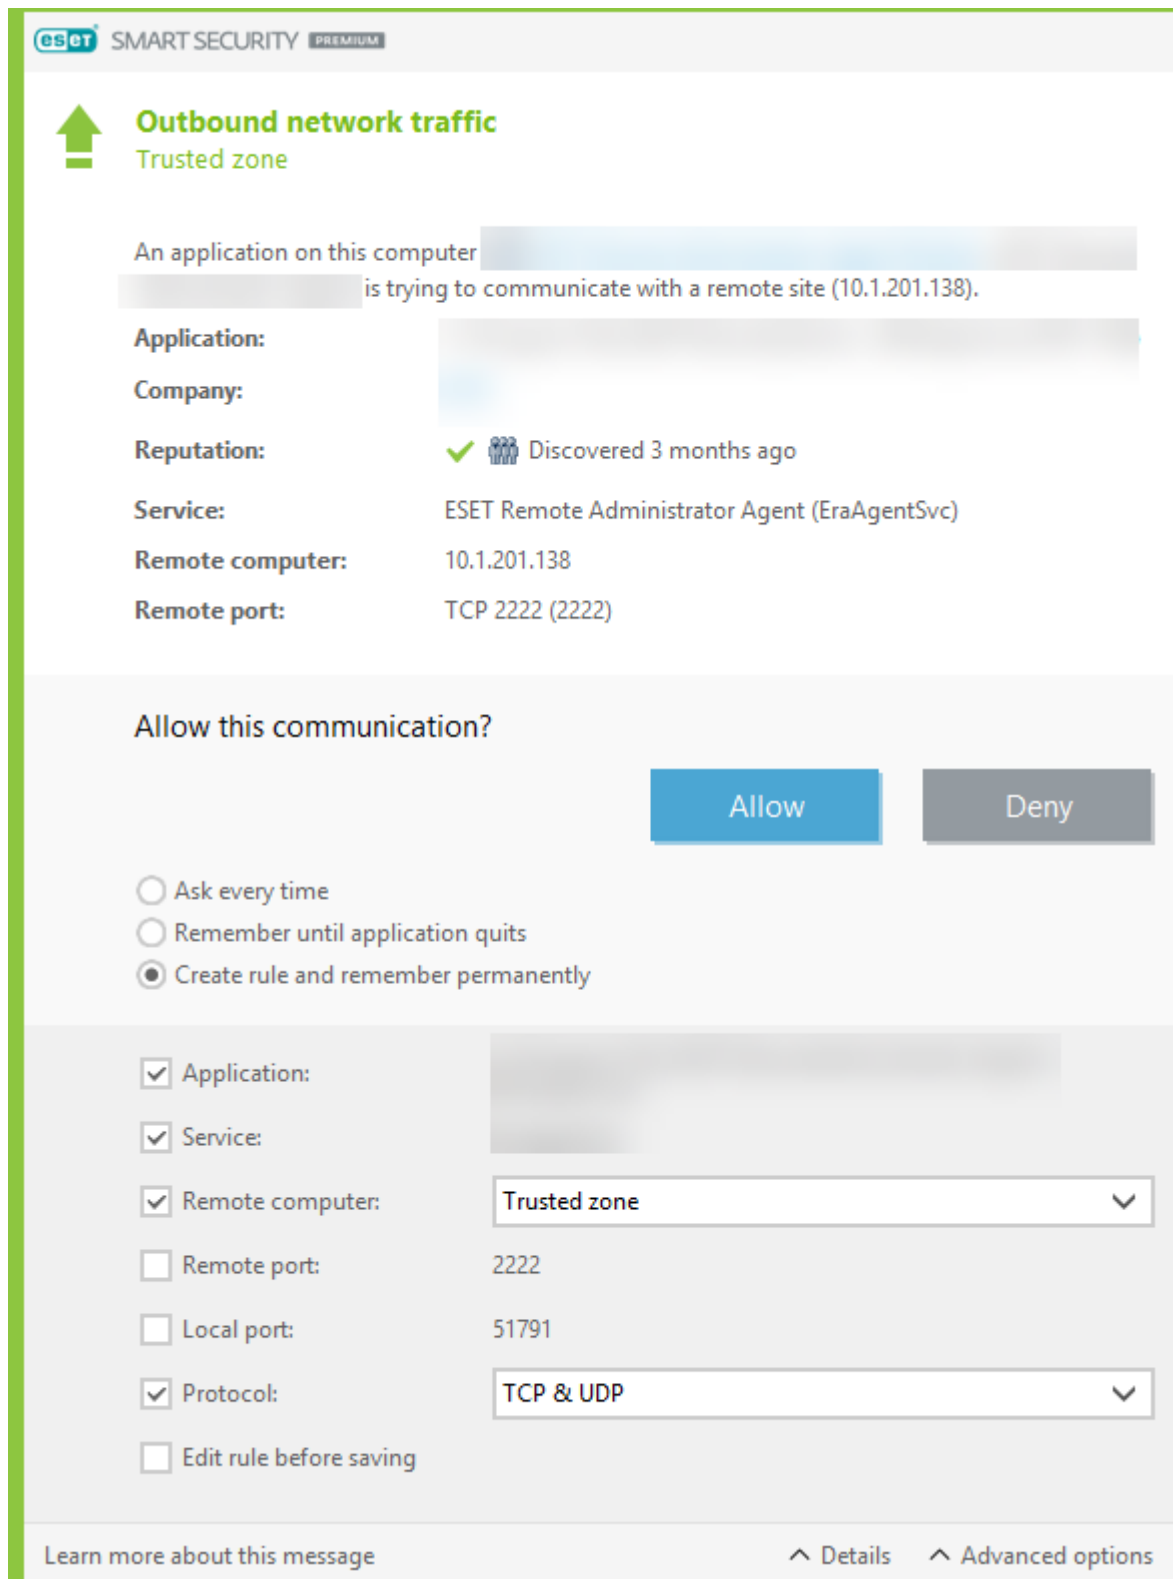 eset SMART SECURITY PREMIUM
Outbound network traffic
Trusted zone
An application on this computer
is trying to communicate with a remote site (10.1.201.138).
Application:
Company:
Reputation: Discovered 3 months ago
Service: ESET Remote Administrator Agent (EraAgentSvc)
Remote computer: 10.1.201.138
Remote port: TCP 2222 (2222)
Allow this communication?
Allow Deny
Ask every time
Remember until application quits
Create rule and remember permanently
Application:
Service:
Remote computer: Trusted zone
Remote port: 2222
Local port: 51791
Protocol: TCP & UDP
Edit rule before saving
Learn more about this message Details Advanced options